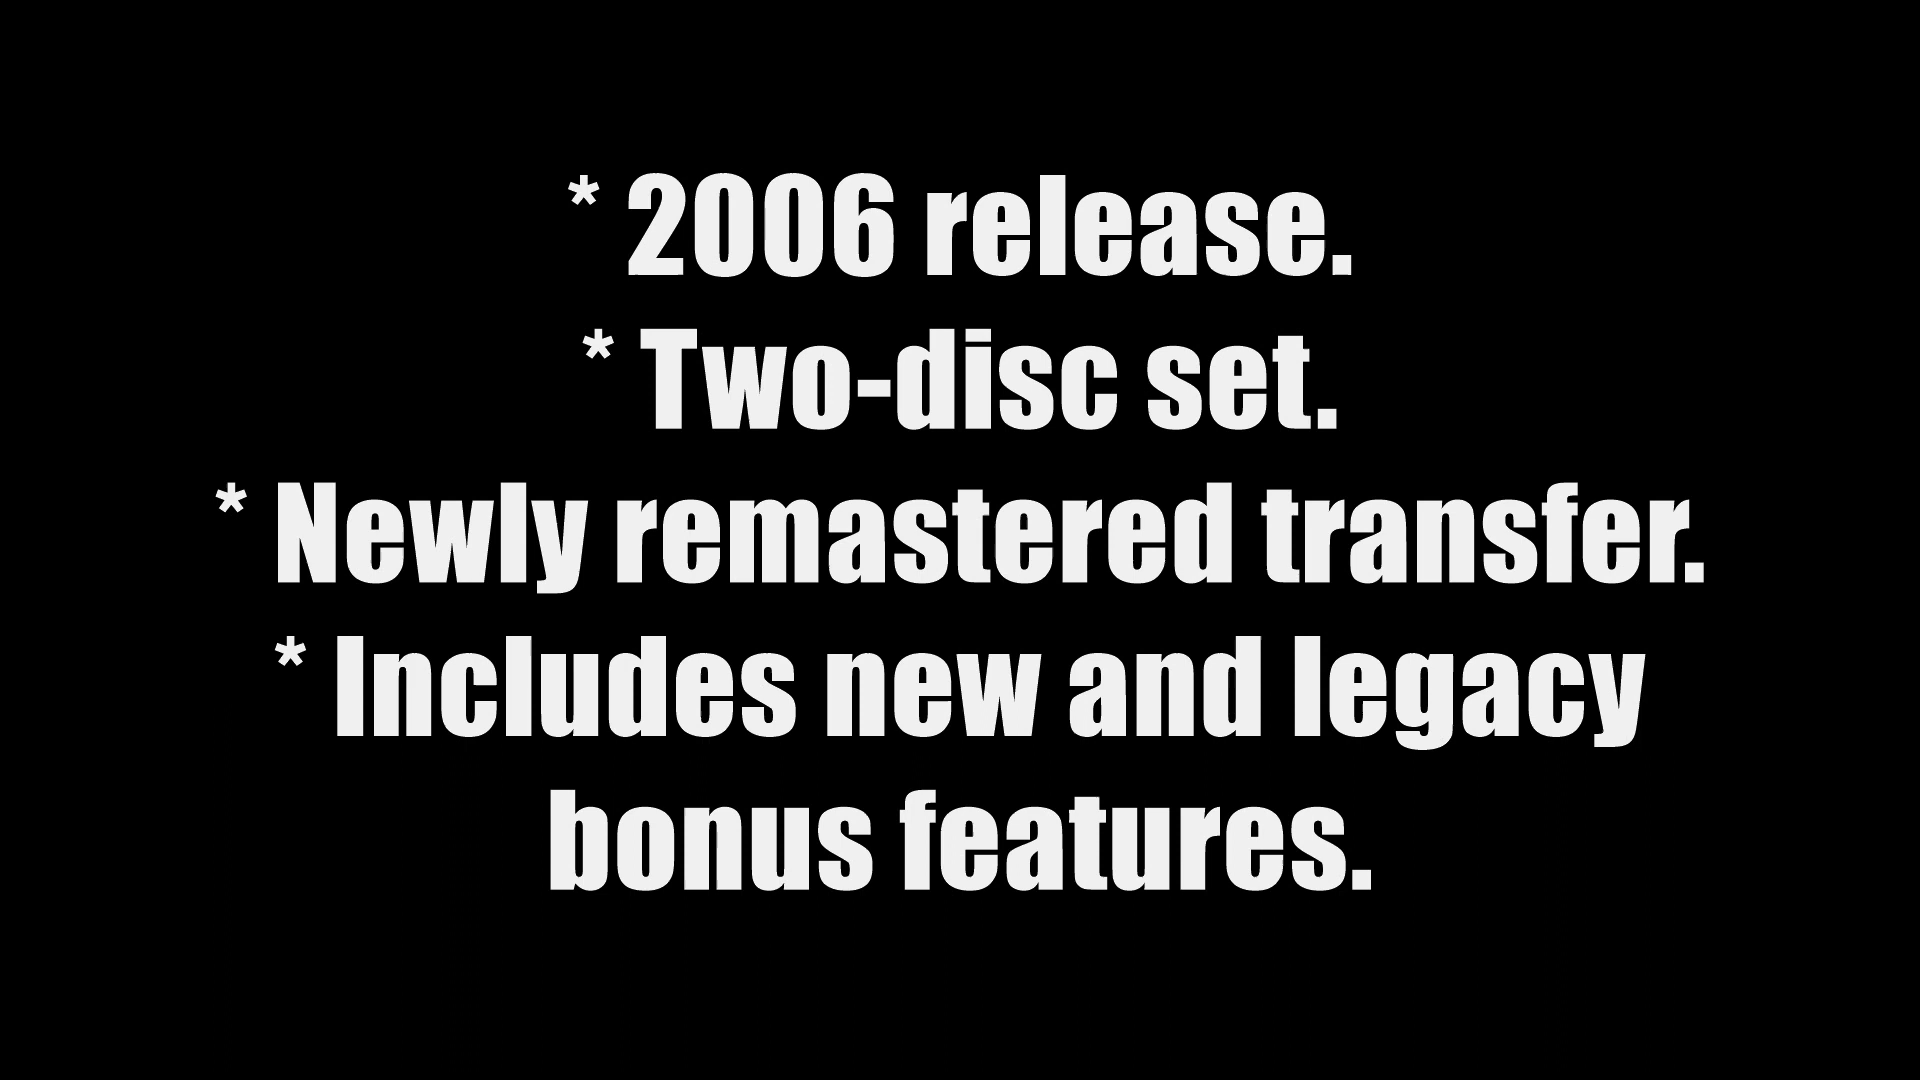 * 2006 release.
* Two-disc set.
* Newly remastered transfer.
* Includes new and legacy
bonus features.